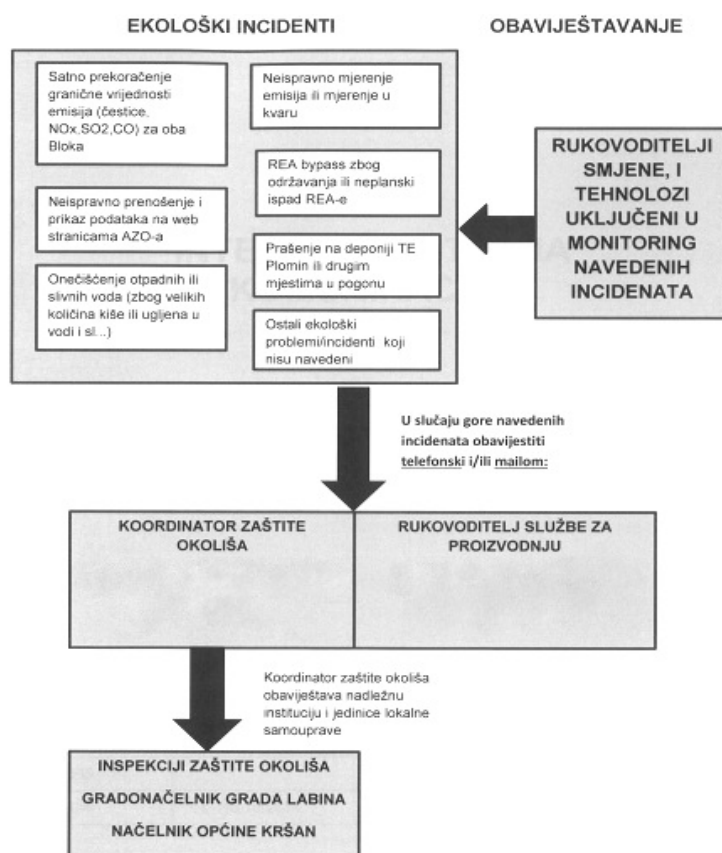 EKOLOŠKI INCIDENTI
OBAVIJEŠTAVANJE
Satno prekoračenje
granične vrijednosti
emisija (čestice,
NOx,SO2,CO) za oba
Bloka
Neispravno prenošenje i
prikaz podataka na web
stranicama AZO-a
Onečišćenje otpadnih ili
slivnih voda (zbog velikih
količina kiše ili ugljena u
vodi i sl...)
Neispravno mjerenje
emisija ili mjerenje u
kvaru
REA bypass zbog
održavanja ili neplanski
ispad REA-e
Prašenje na deponiji TE
Plomin ili drugim
mjestima u pogonu
Ostali ekološki
problemi/incidenti koji
nisu navedeni
RUKOVODITELJI
SMJENE, I
TEHNOLOZI
UKLJUČENI U
MONITORING
NAVEDENIH
INCIDENATA
U slučaju gore navedenih
incidenata obavijestiti
telefonski i/ili mailom:
KOORDINATOR ZAŠTITE
OKOLIŠA
RUKOVODITELJ SLUŽBE ZA
PROIZVODNJU
Koordinator zaštite okoliša
obaviještava nadležnu
instituciju i jedinice lokalne
samouprave
INSPEKCIJI ZAŠTITE OKOLIŠA
GRADONAČELNIK GRADA LABINA
NAČELNIK OPĆINE KRŠAN